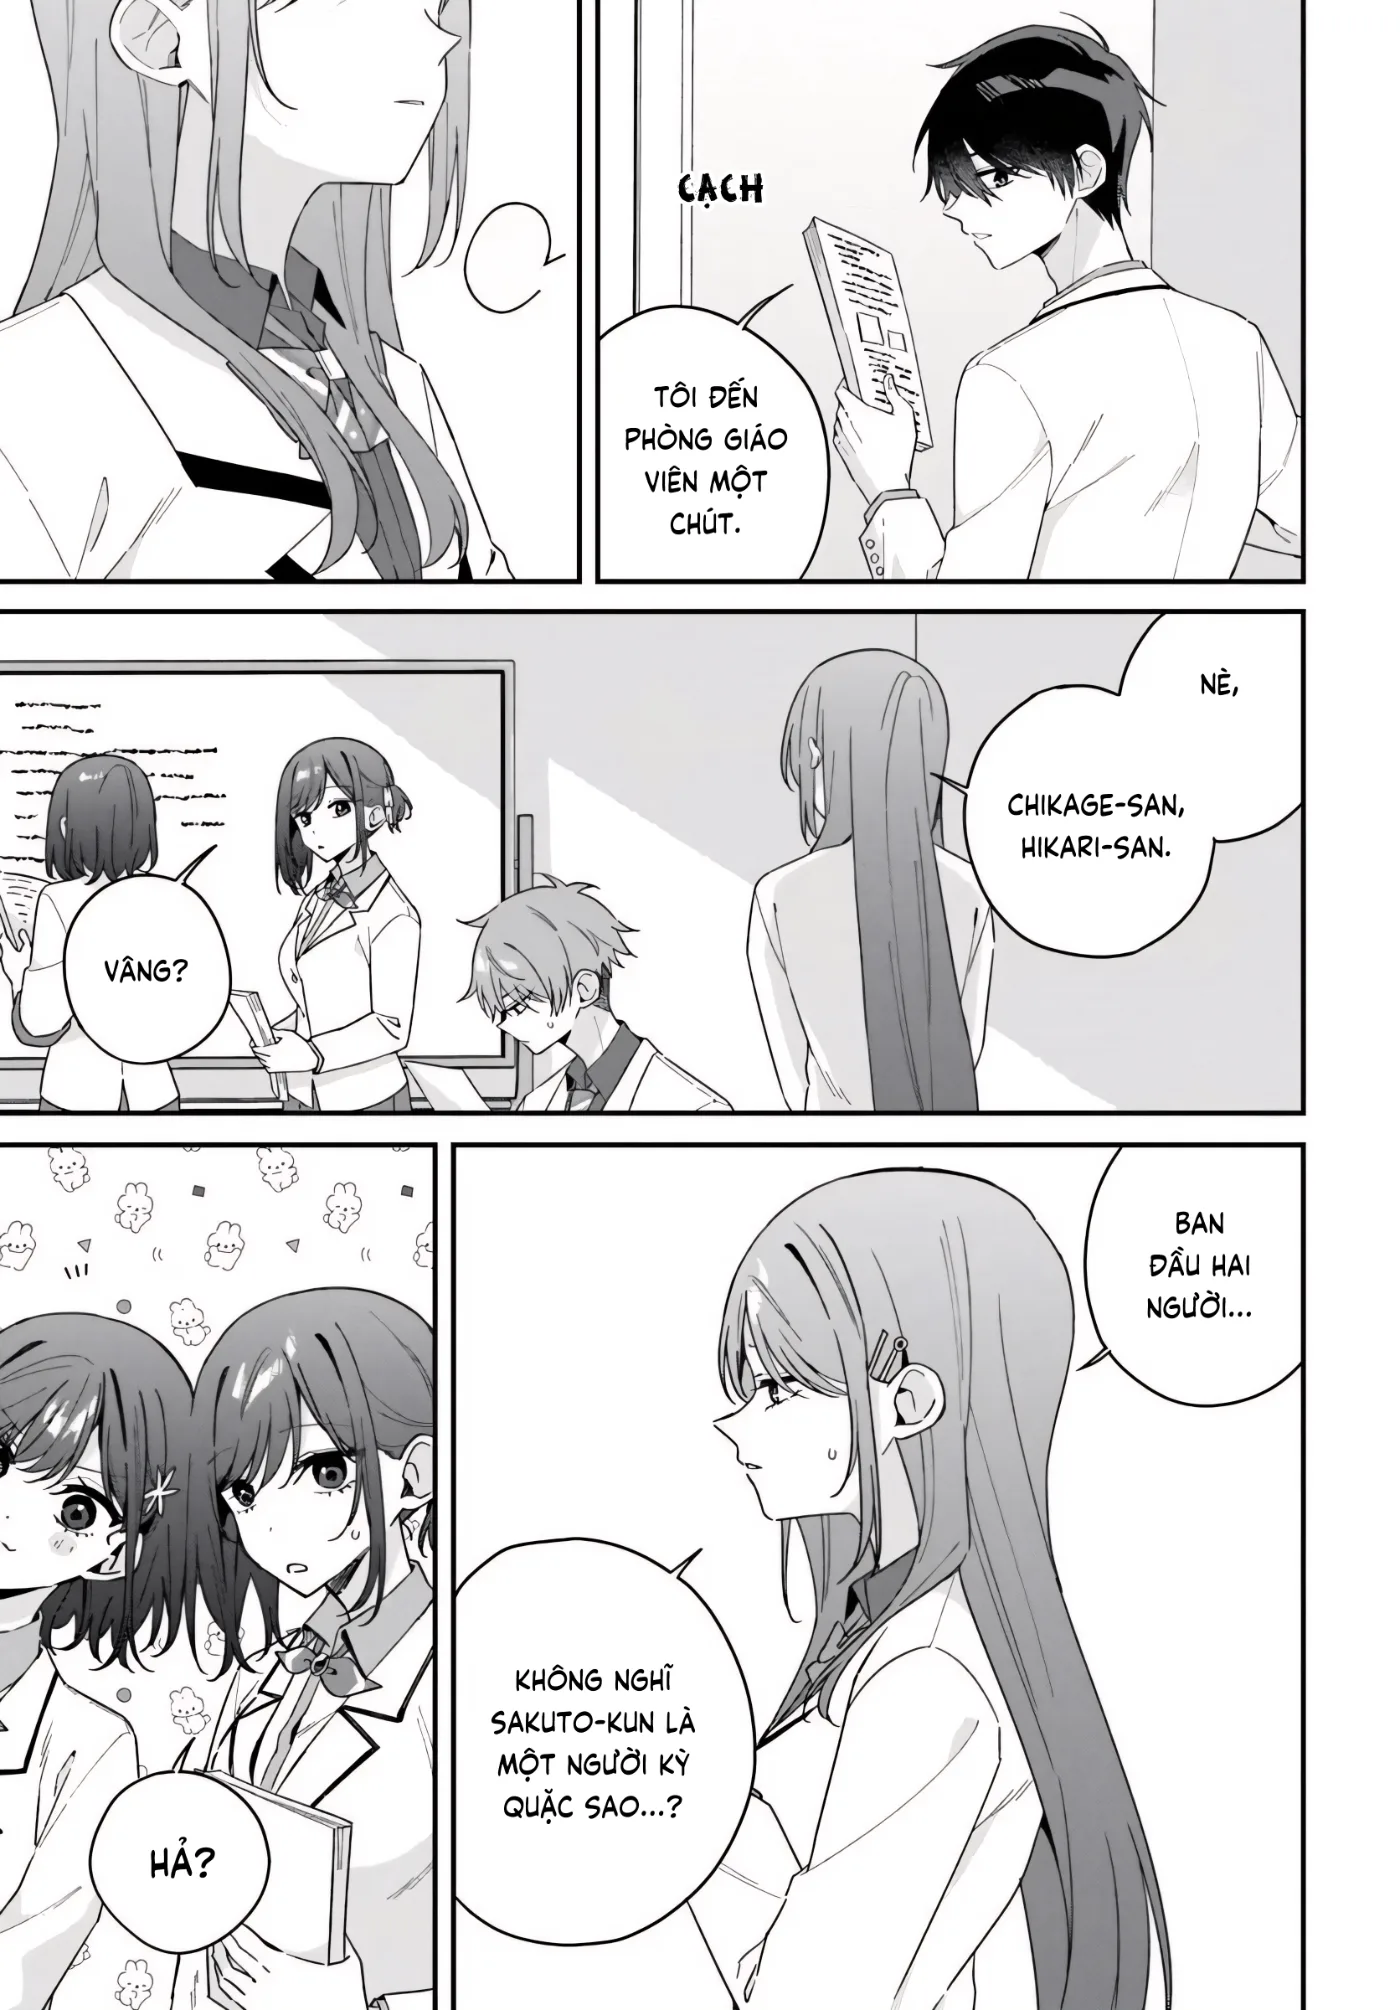 CẠCH
TÔI ĐẾN
PHÒNG GIÁO
VIÊN MỘT
CHÚT.
NÈ,
CHIKAGE-SAN,
HIKARI-SAN.
VÂNG?
BAN
ĐẦU HAI
NGƯỜI...
KHÔNG NGHĨ
SAKUTO-KUN LÀ
MỘT NGƯỜI KỲ
QUẶC SAO...?
HẢ?